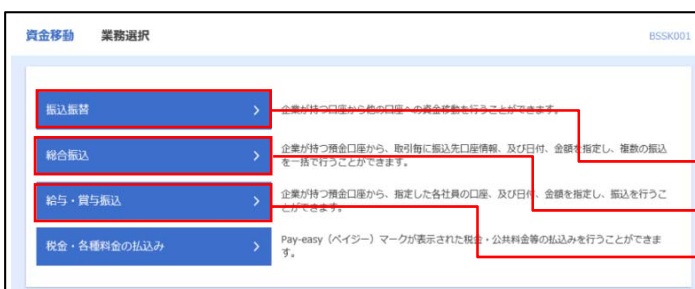 資金移動 業務選択 BSSK001
振込振替
企業が持つ口座から他の口座への資金移動を行うことができます。
総合振込
企業が持つ預金口座から、取引毎に振込先口座情報、及び日付、金額を指定し、複数の振込
を一括で行うことができます。
給与・賞与振込
企業が持つ預金口座から、指定した各社員の口座、及び日付、金額を指定し、振込を行うこ
とができます。
税金・各種料金の払込み
Pay-easy（ペイジー）マークが表示された税金・公共料金等の払込みを行うことができま
す。